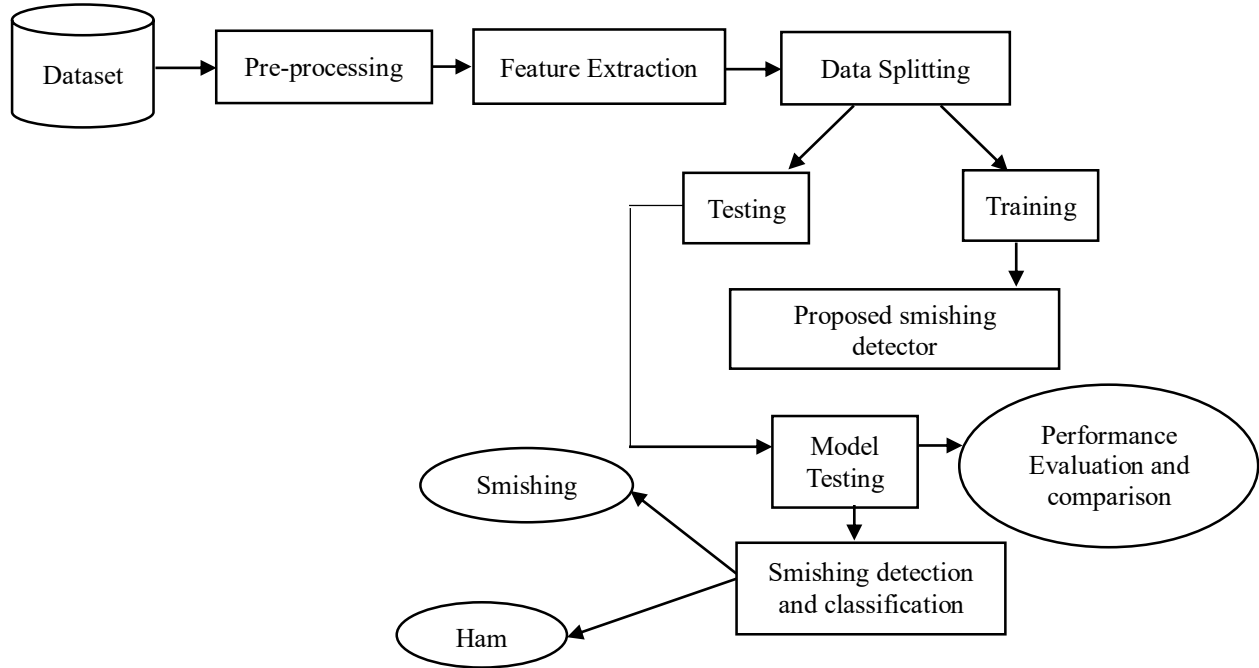 Dataset
Pre-processing
Feature Extraction
Data Splitting
Testing
Training
Proposed smishing
detector
Model
Testing
Performance
Evaluation and
comparison
Smishing
Smishing detection
and classification
Ham